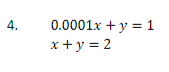 4. 0.0001x + y = 1
x + y = 2